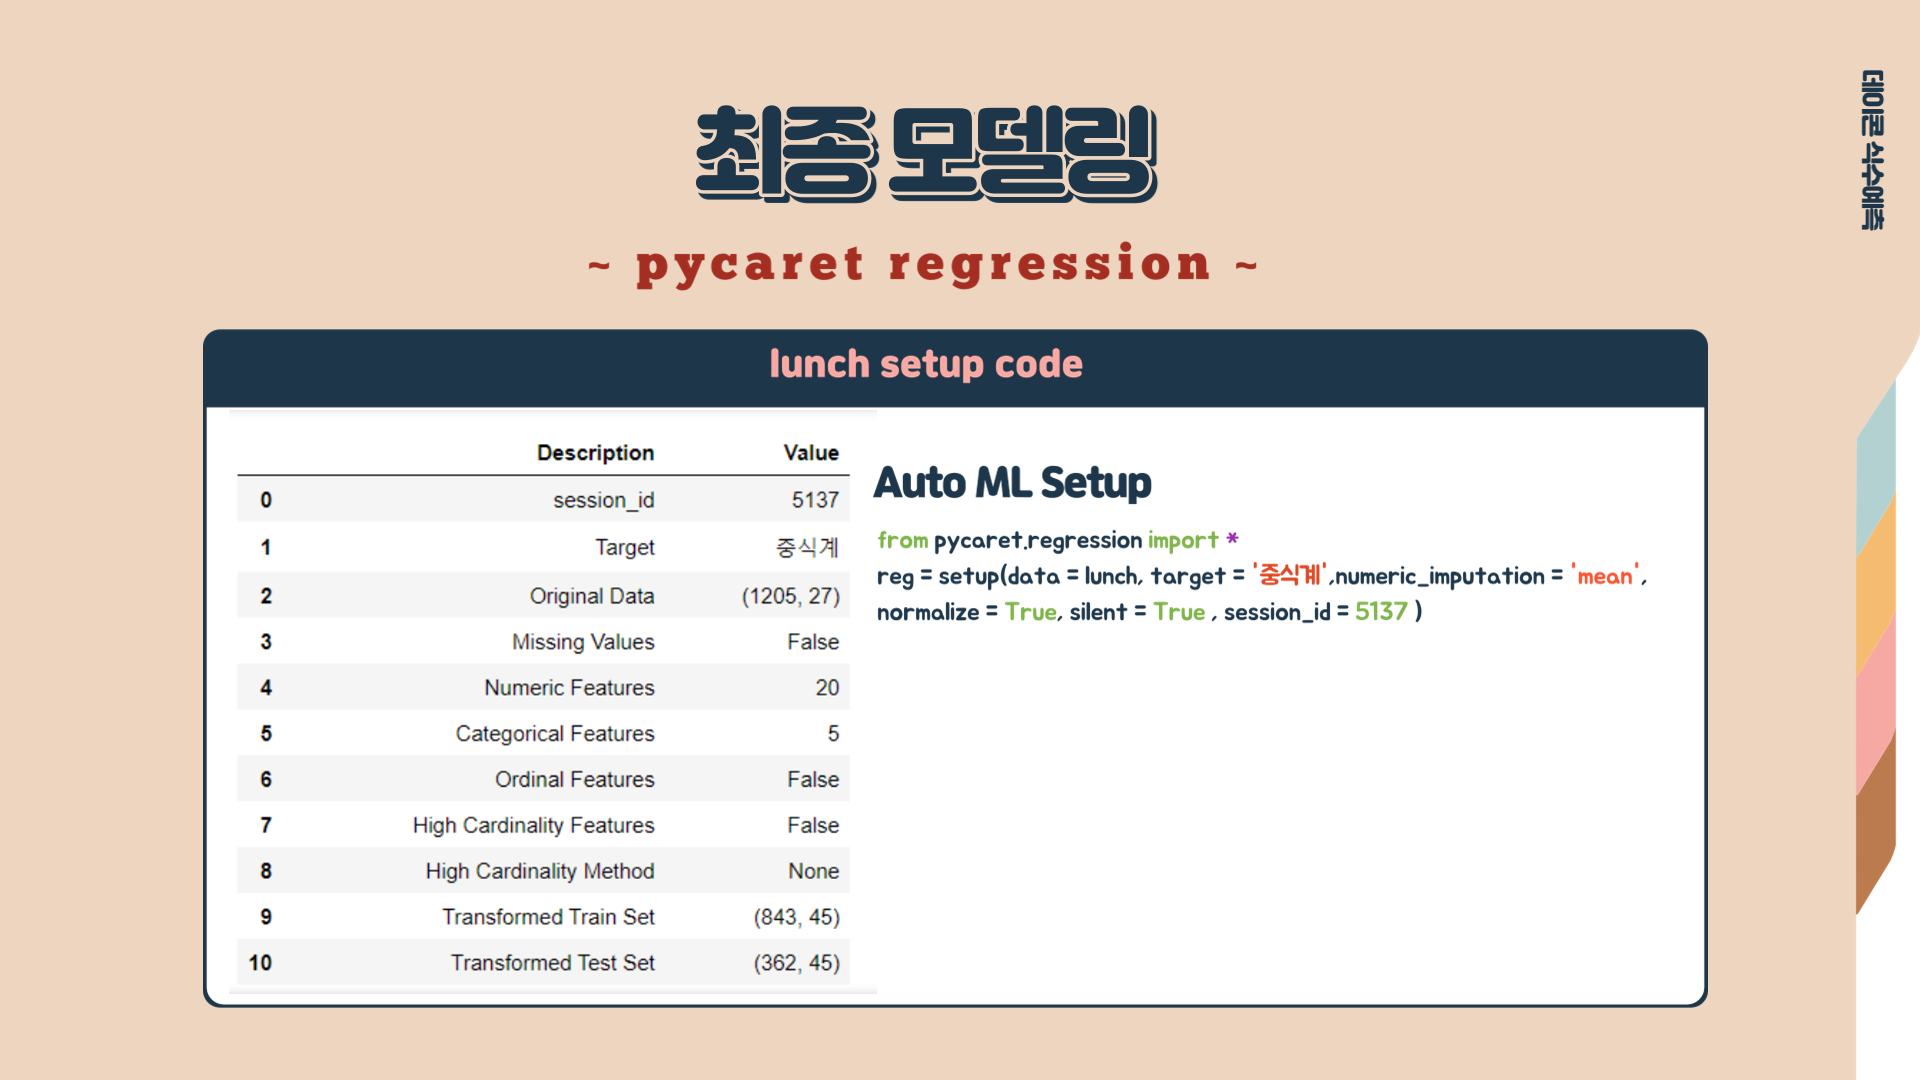 최종 모델링
~ pycaret regression ~
데이콘 식수예측
lunch setup code
Description Value
0 session_id 5137
1 Target 중식계
2 Original Data (1205, 27)
3 Missing Values False
4 Numeric Features 20
5 Categorical Features 5
6 Ordinal Features False
7 High Cardinality Features False
8 High Cardinality Method None
9 Transformed Train Set (843, 45)
10 Transformed Test Set (362, 45)
Auto ML Setup
from pycaret.regression import *
reg = setup(data = lunch, target = '중식계',numeric_imputation = 'mean',
normalize = True, silent = True , session_id = 5137 )